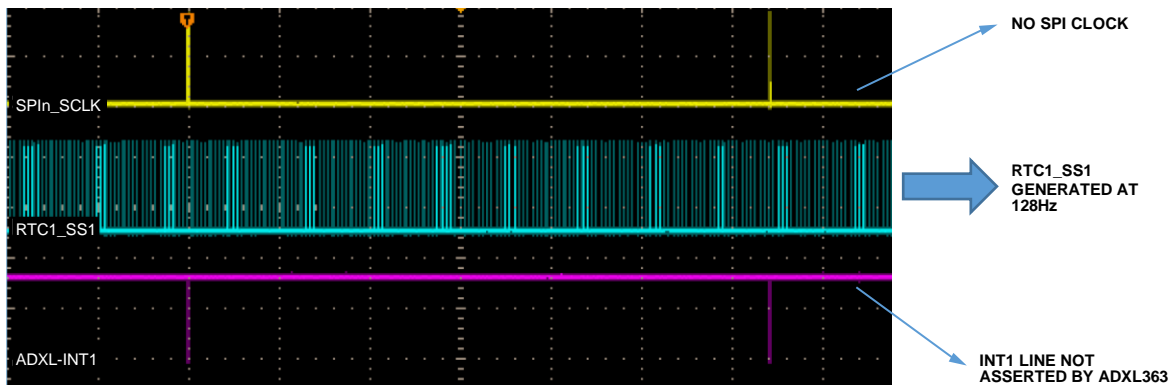 T
NO SPI CLOCK
SPIn_SCLK
RTC1_SS1
GENERATED AT
128Hz
RTC1_SS1
ADXL-INT1
INT1 LINE NOT
ASSERTED BY ADXL363